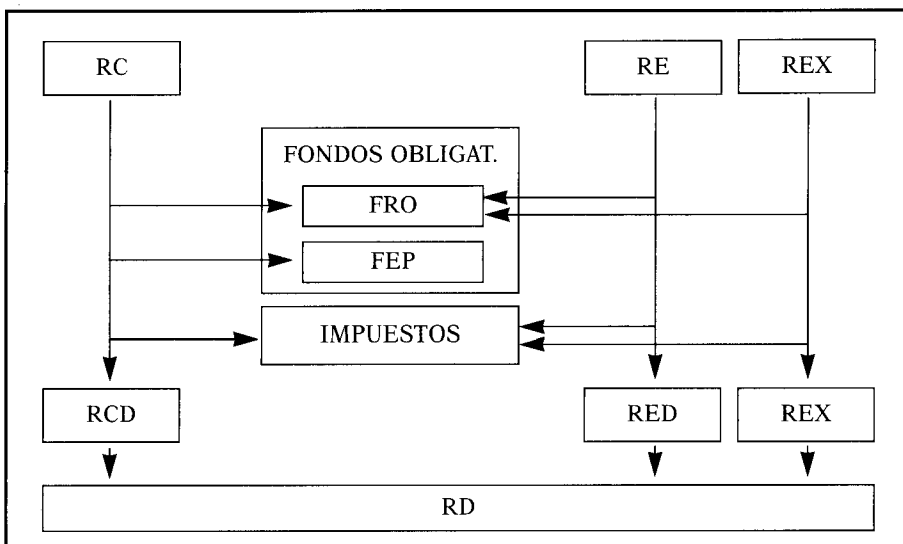 RC
RE
REX
FONDOS OBLIGAT.
FRO
FEP
IMPUESTOS
RCD
RED
REX
RD